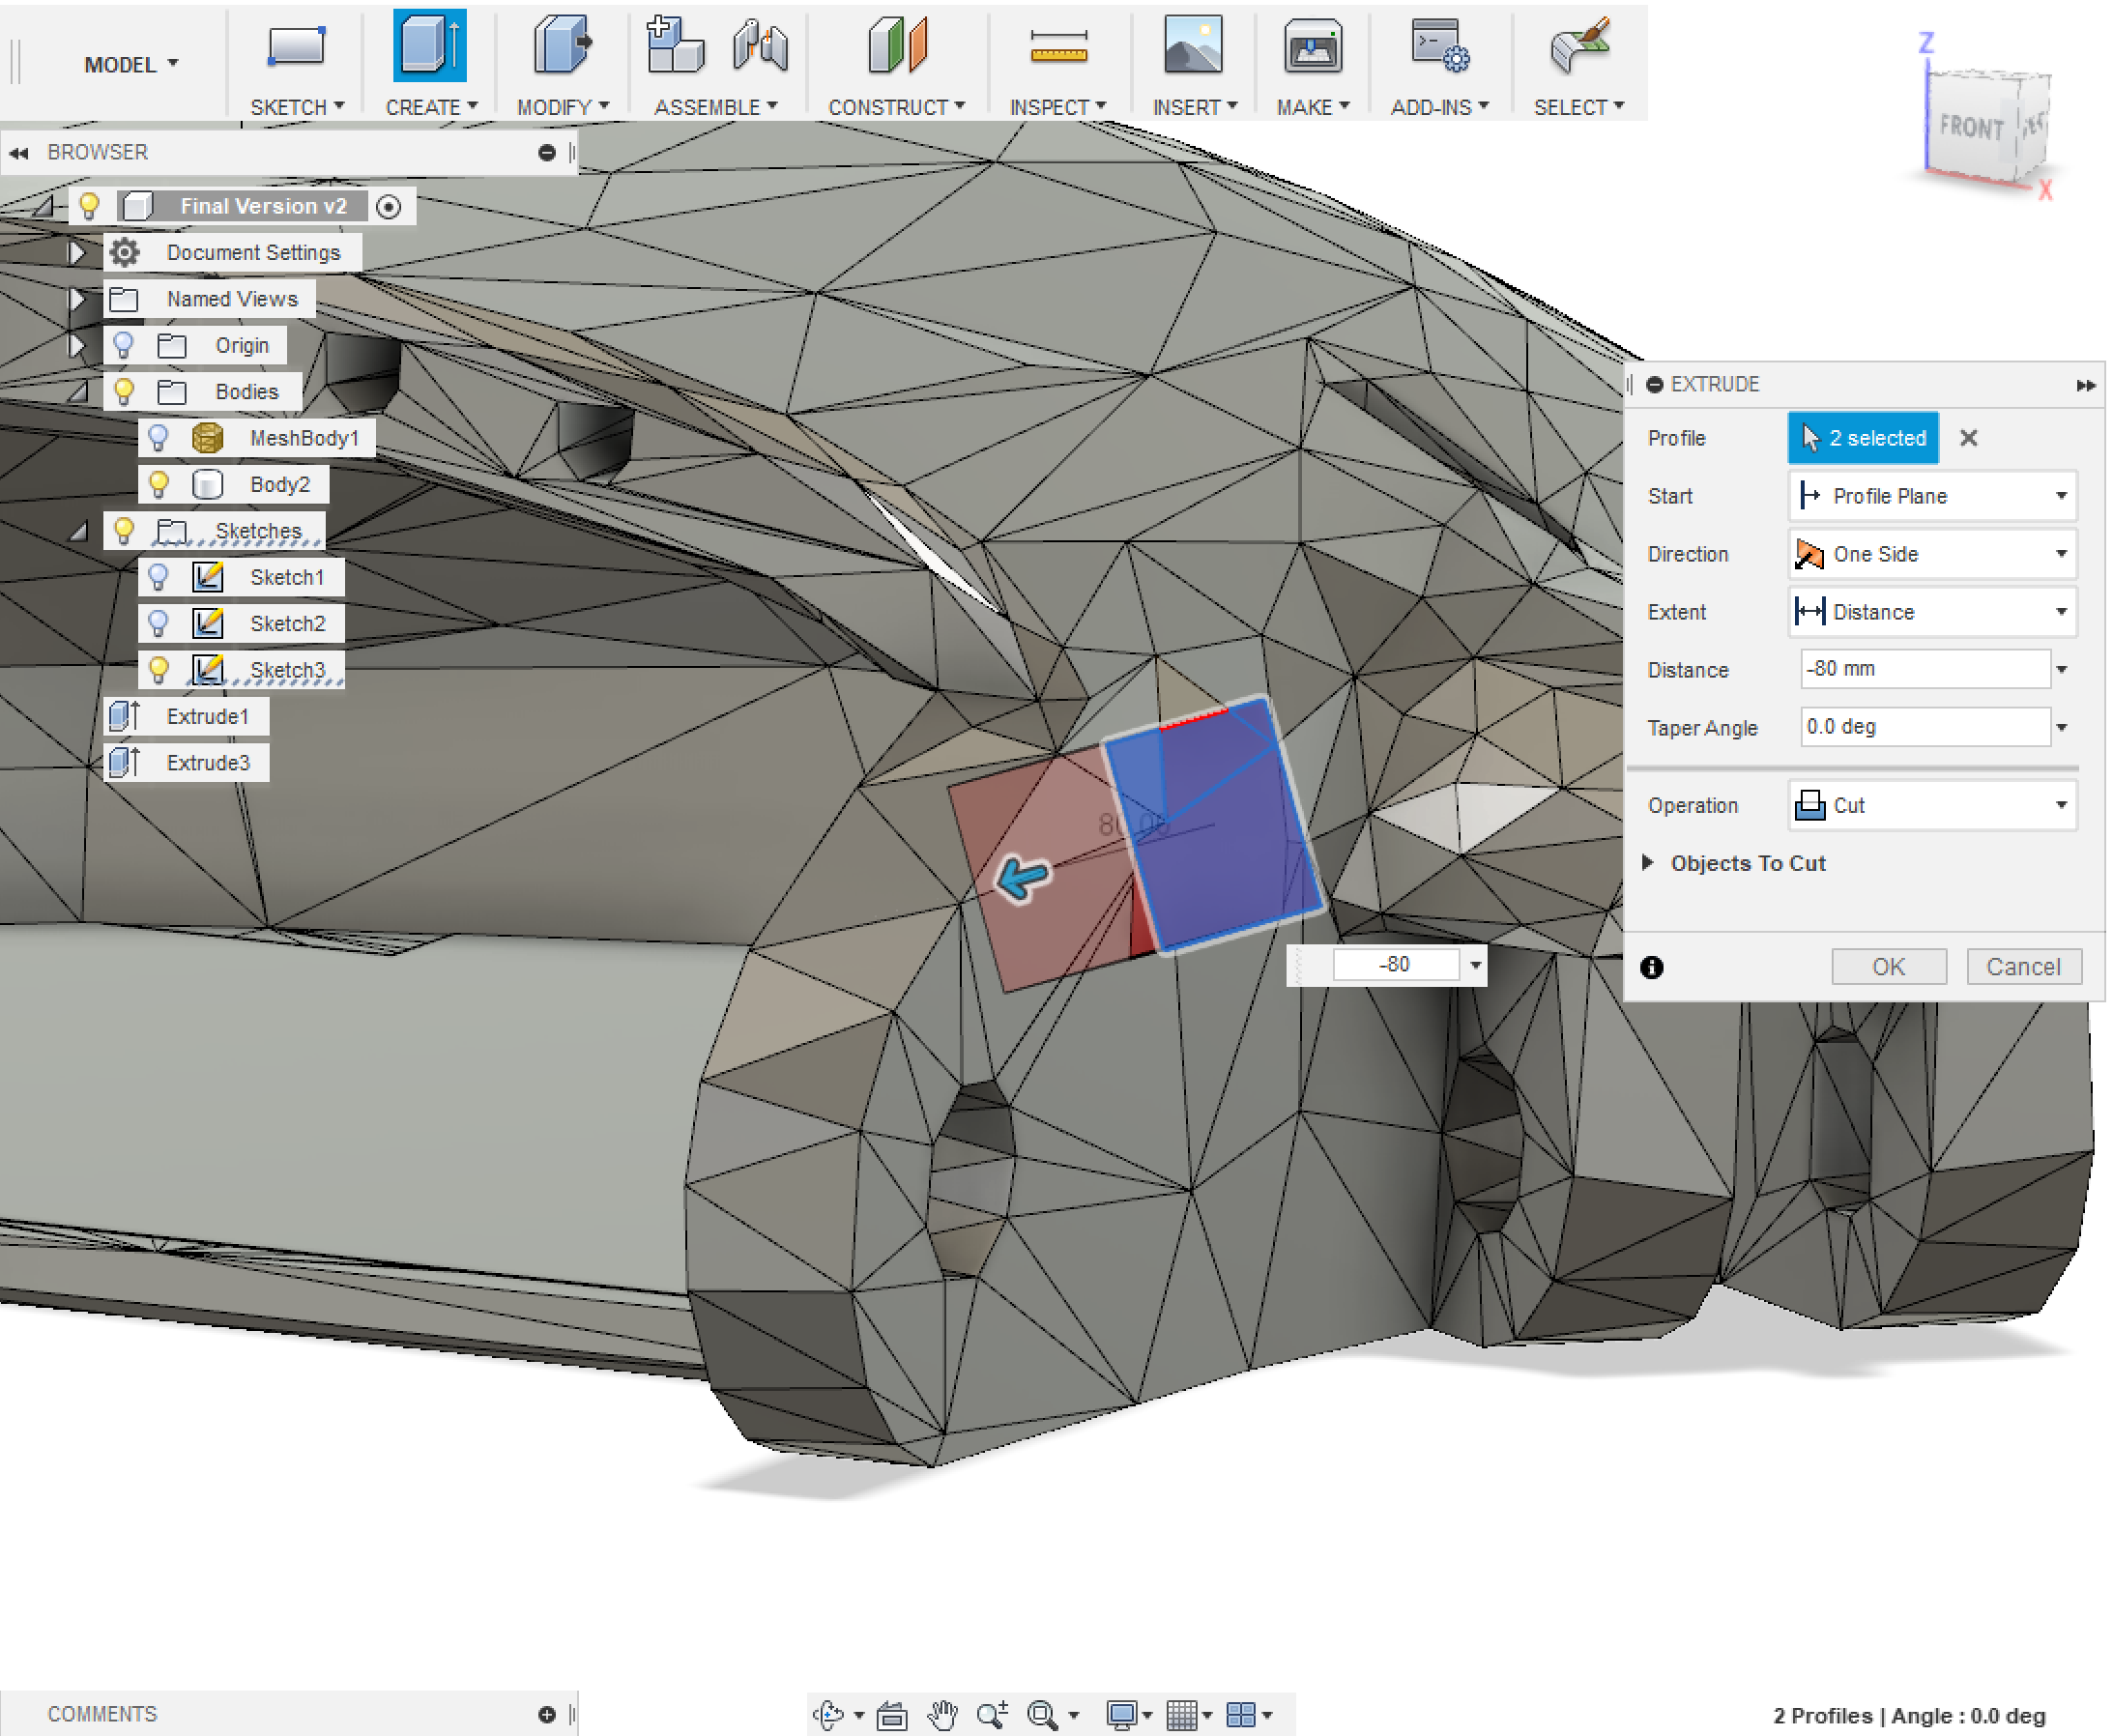 MODEL
SKETCH
CREATE
MODIFY
ASSEMBLE
CONSTRUCT
INSPECT
INSERT
MAKE
ADD-INS
SELECT
Z
FRONT
X
BROWSER
Final Version v2
Document Settings
Named Views
Origin
Bodies
MeshBody1
Body2
Sketches
Sketch1
Sketch2
Sketch3
Extrude1
Extrude3
EXTRUDE
Profile 2 selected
Start Profile Plane
Direction One Side
Extent Distance
Distance -80 mm
Taper Angle 0.0 deg
Operation Cut
Objects To Cut
OK Cancel
80.00
-80
COMMENTS
2 Profiles | Angle : 0.0 deg